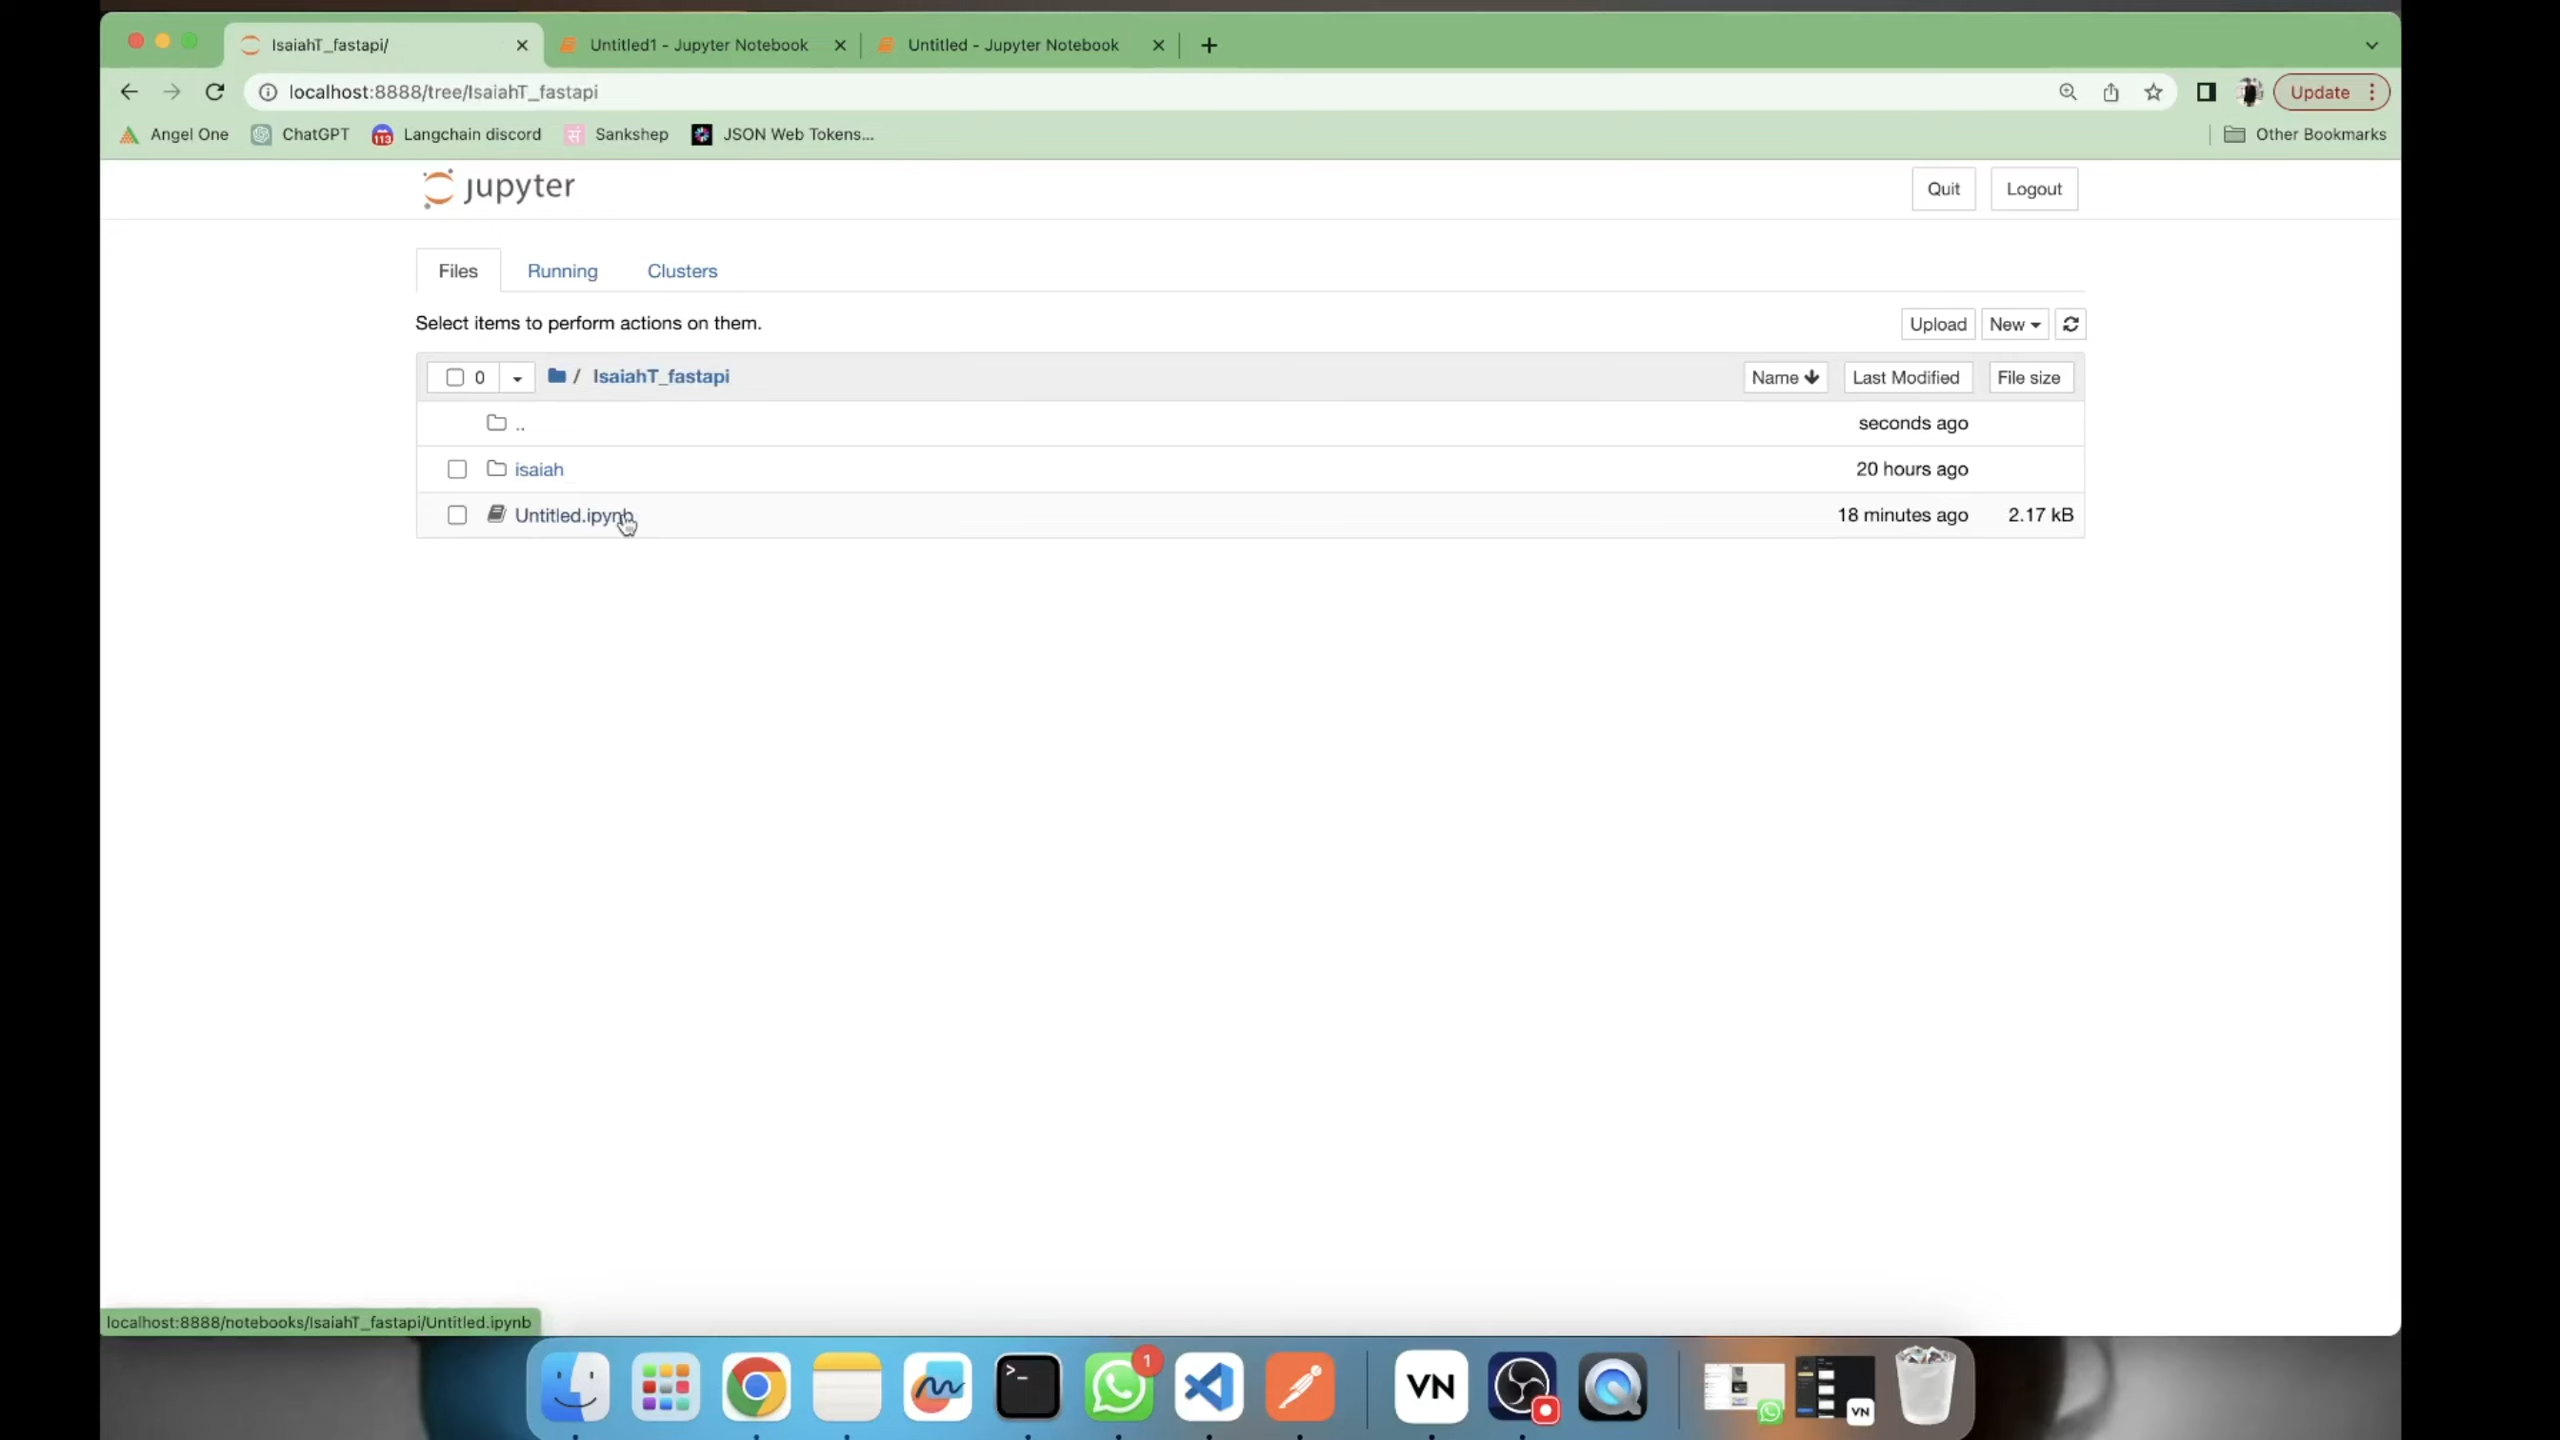 IsaiahT_fastapi/ Untitled1 - Jupyter Notebook Untitled - Jupyter Notebook
localhost:8888/tree/IsaiahT_fastapi Update
Angel One ChatGPT 113 Langchain discord सं Sankshep JSON Web Tokens... Other Bookmarks
jupyter Quit Logout
Files Running Clusters
Select items to perform actions on them. Upload New
0 / IsaiahT_fastapi Name Last Modified File size
.. seconds ago
isaiah 20 hours ago
Untitled.ipynb 18 minutes ago 2.17 kB
localhost:8888/notebooks/IsaiahT_fastapi/Untitled.ipynb
1
>_ VN VN